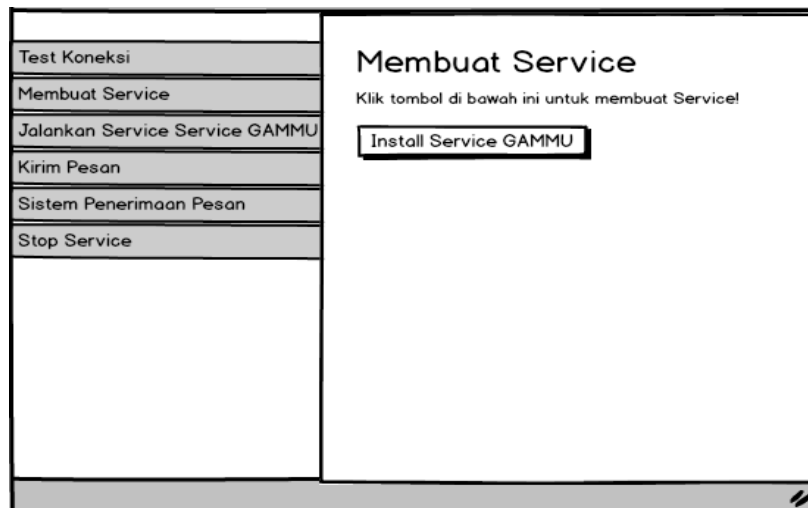 Test Koneksi
Membuat Service
Jalankan Service Service GAMMU
Kirim Pesan
Sistem Penerimaan Pesan
Stop Service
Membuat Service
Klik tombol di bawah ini untuk membuat Service!
Install Service GAMMU